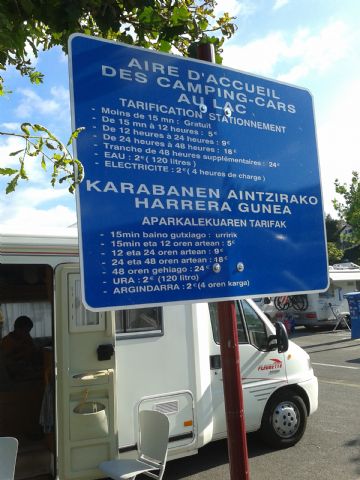 AIRE D'ACCUEIL
DES CAMPING-CARS
AU LAC
TARIFICATION STATIONNEMENT
- Moins de 15 mn : Gratuit
- De 15 mn à 12 heures : 5€
- De 12 heures à 24 heures : 9€
- De 24 heures à 48 heures : 16€
- Tranche de 48 heures supplémentaires : 24€
- EAU : 2€ (120 litres)
- ELECTRICITE : 2€ (4 heures de charge)
KARABANEN AINTZIRAKO
HARRERA GUNEA
APARKALEKUAREN TARIFAK
- 15min baino gutxiago : urririk
- 15min eta 12 oren artean : 5€
- 12 eta 24 oren artean : 9€
- 24 eta 48 oren artean : 16€
- 48 oren gehiago : 24€
- URA : 2€ (120 litro)
- ARGINDARRA : 2€ (4 oren karga)